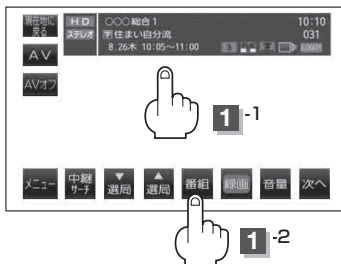 現在地に
戻る
AV
AVオフ
HD
ステレオ
○○○総合1
字住まい自分流
8.26木 10:05~11:00
10:10
031
LOGO1
1 -1
メニュー
中継
サーチ
▼
選局
▲
選局
番組
録画
音量
次へ
1 -2